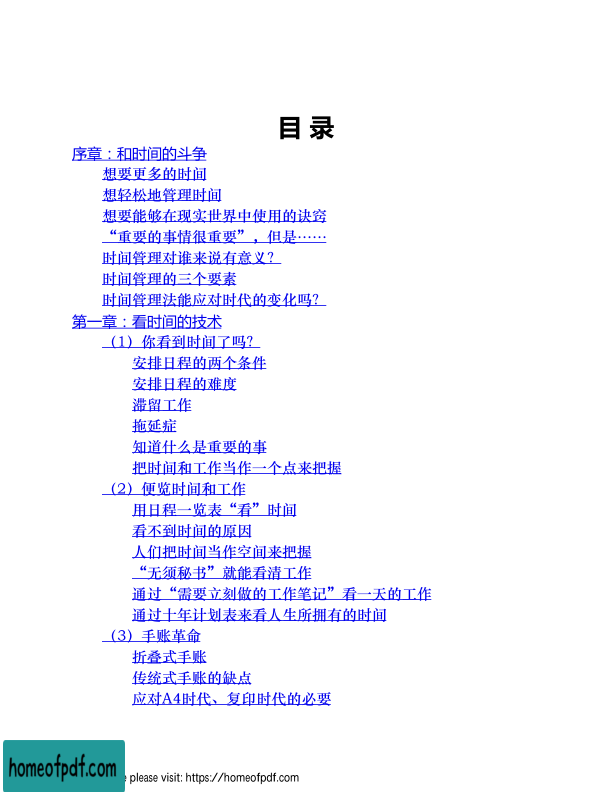 目 录
序章：和时间的斗争
想要更多的时间
想轻松地管理时间
想要能够在现实世界中使用的诀窍
“重要的事情很重要”，但是……
时间管理对谁来说有意义？
时间管理的三个要素
时间管理法能应对时代的变化吗？
第一章：看时间的技术
（1）你看到时间了吗？
安排日程的两个条件
安排日程的难度
滞留工作
拖延症
知道什么是重要的事
把时间和工作当作一个点来把握
（2）便览时间和工作
用日程一览表“看”时间
看不到时间的原因
人们把时间当作空间来把握
“无须秘书”就能看清工作
通过“需要立刻做的工作笔记”看一天的工作
通过十年计划表来看人生所拥有的时间
（3）手账革命
折叠式手账
传统式手账的缺点
应对A4时代、复印时代的必要
homeofpdf.com
please visit: https://homeofpdf.com